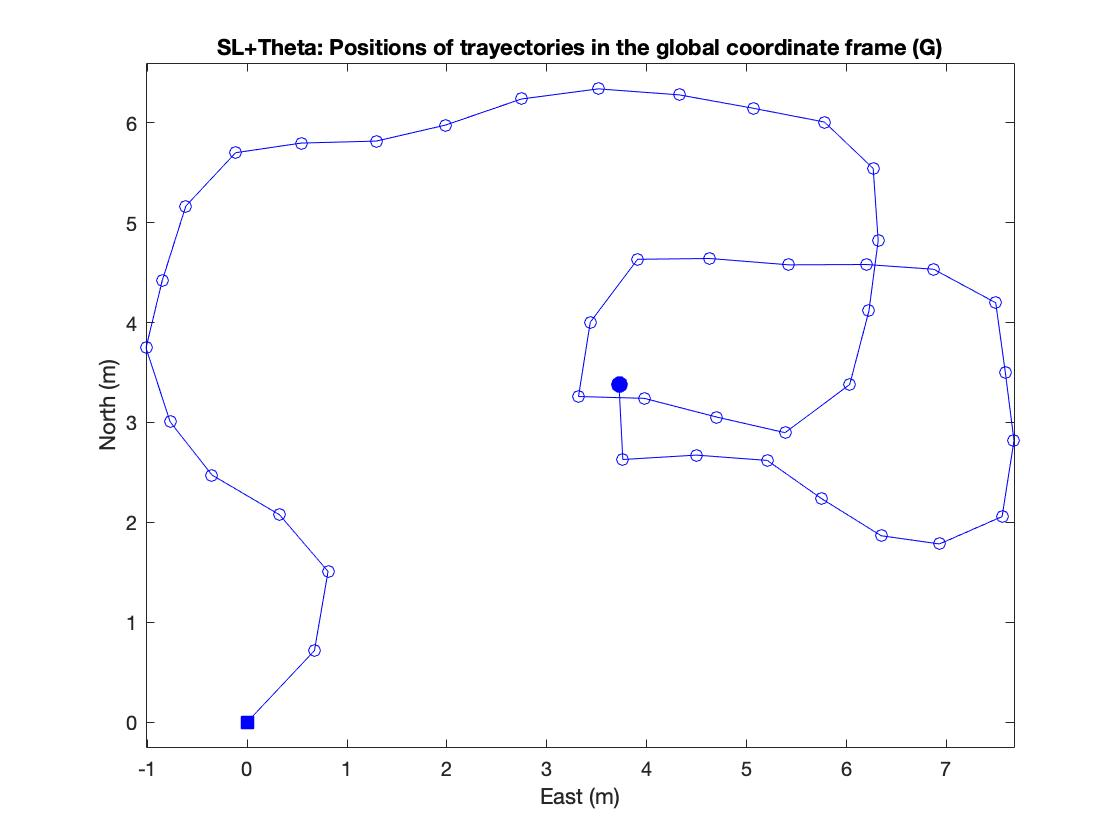 SL+Theta: Positions of trayectories in the global coordinate frame (G)
6
5
4
3
2
1
0
North (m)
-1 0 1 2 3 4 5 6 7
East (m)